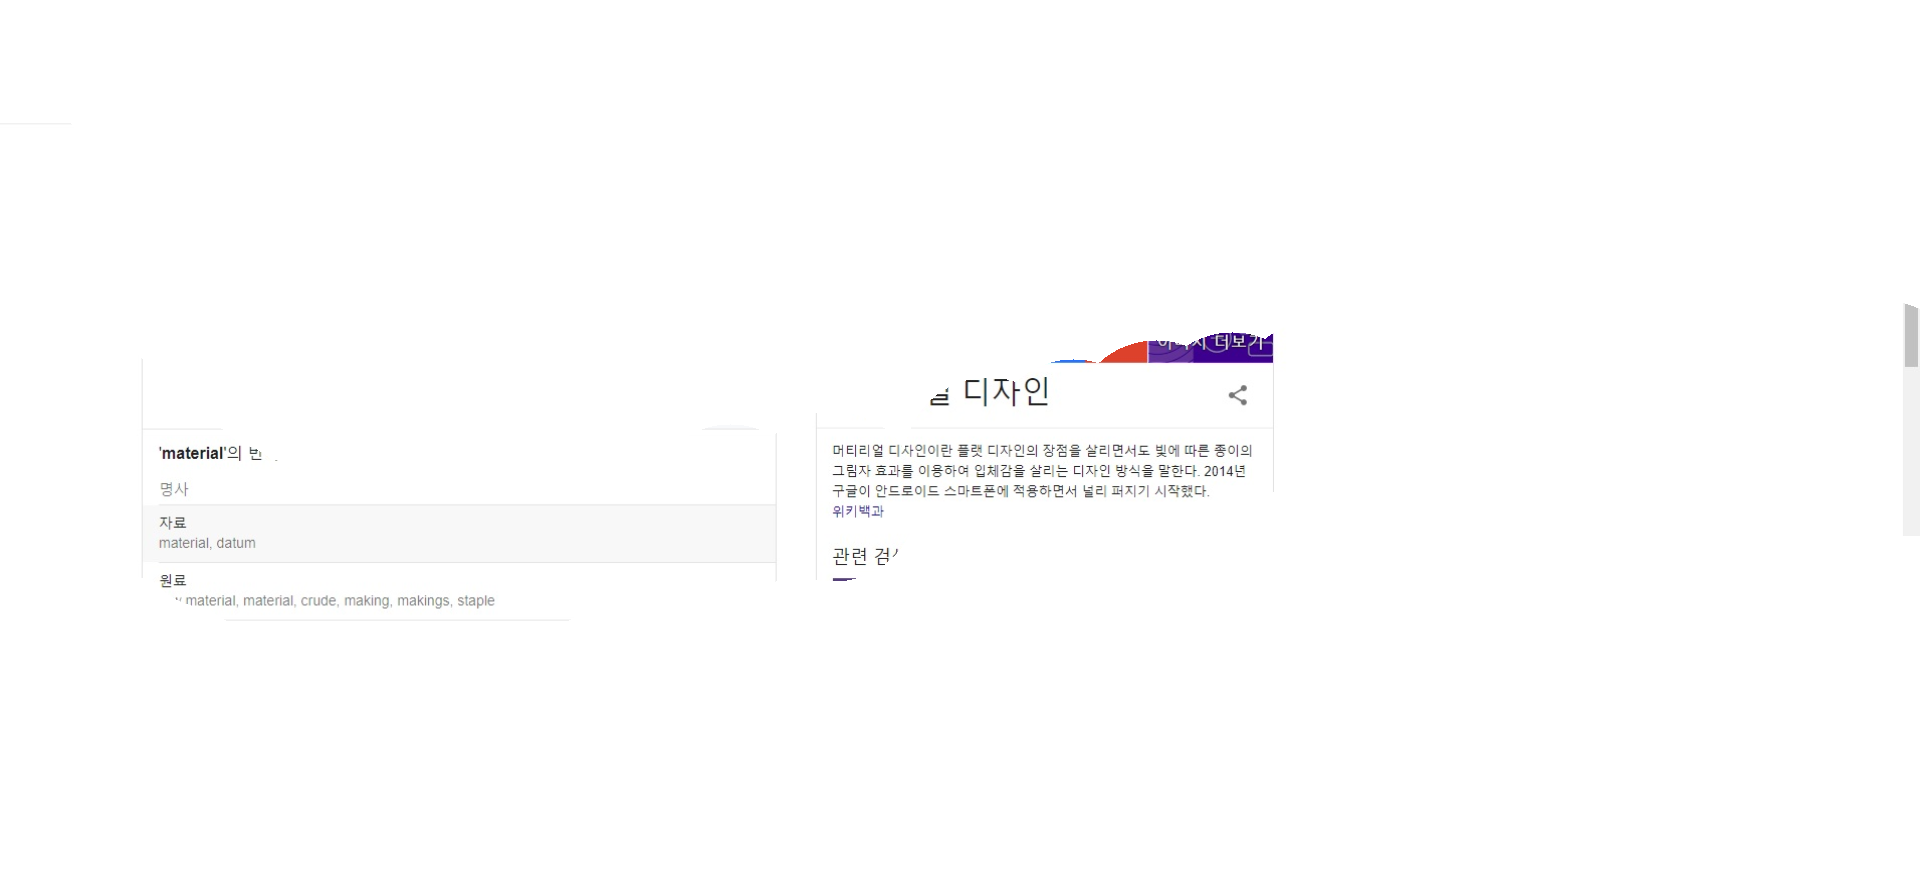 'material'의
명사
자료
material, datum
원료
material, material, crude, making, makings, staple
더보기
디자인
머티리얼 디자인이란 플랫 디자인의 장점을 살리면서도 빛에 따른 종이의
그림자 효과를 이용하여 입체감을 살리는 디자인 방식을 말한다. 2014년
구글이 안드로이드 스마트폰에 적용하면서 널리 퍼지기 시작했다.
위키백과
관련